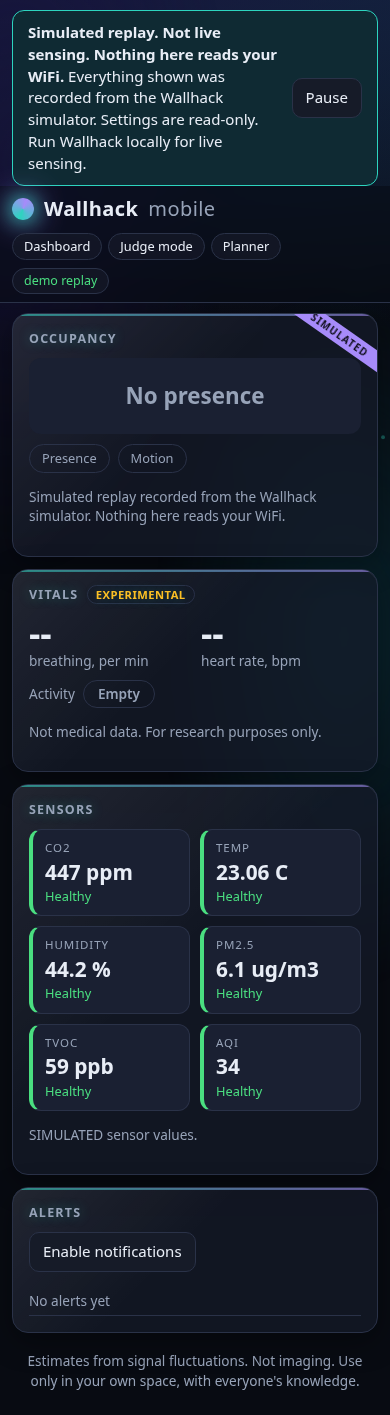 Simulated replay. Not live
sensing. Nothing here reads your
WiFi. Everything shown was
recorded from the Wallhack
simulator. Settings are read-only.
Run Wallhack locally for live
sensing.
Pause
Wallhack mobile
Dashboard
Judge mode
Planner
demo replay
SIMULATED
OCCUPANCY
No presence
Presence
Motion
Simulated replay recorded from the Wallhack
simulator. Nothing here reads your WiFi.
VITALS EXPERIMENTAL
-- --
breathing, per min heart rate, bpm
Activity Empty
Not medical data. For research purposes only.
SENSORS
CO2
447 ppm
Healthy
TEMP
23.06 C
Healthy
HUMIDITY
44.2 %
Healthy
PM2.5
6.1 ug/m3
Healthy
TVOC
59 ppb
Healthy
AQI
34
Healthy
SIMULATED sensor values.
ALERTS
Enable notifications
No alerts yet
Estimates from signal fluctuations. Not imaging. Use
only in your own space, with everyone's knowledge.